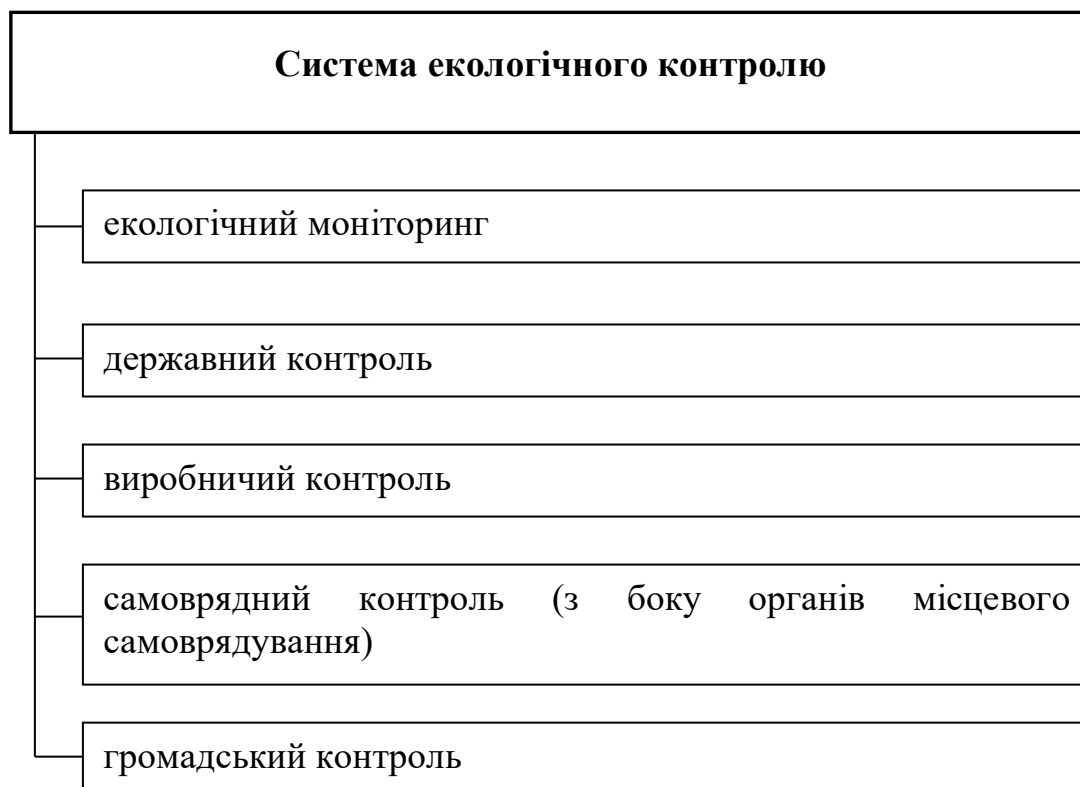 Система екологічного контролю
екологічний моніторинг
державний контроль
виробничий контроль
самоврядний контроль (з боку органів місцевого
самоврядування)
громадський контроль